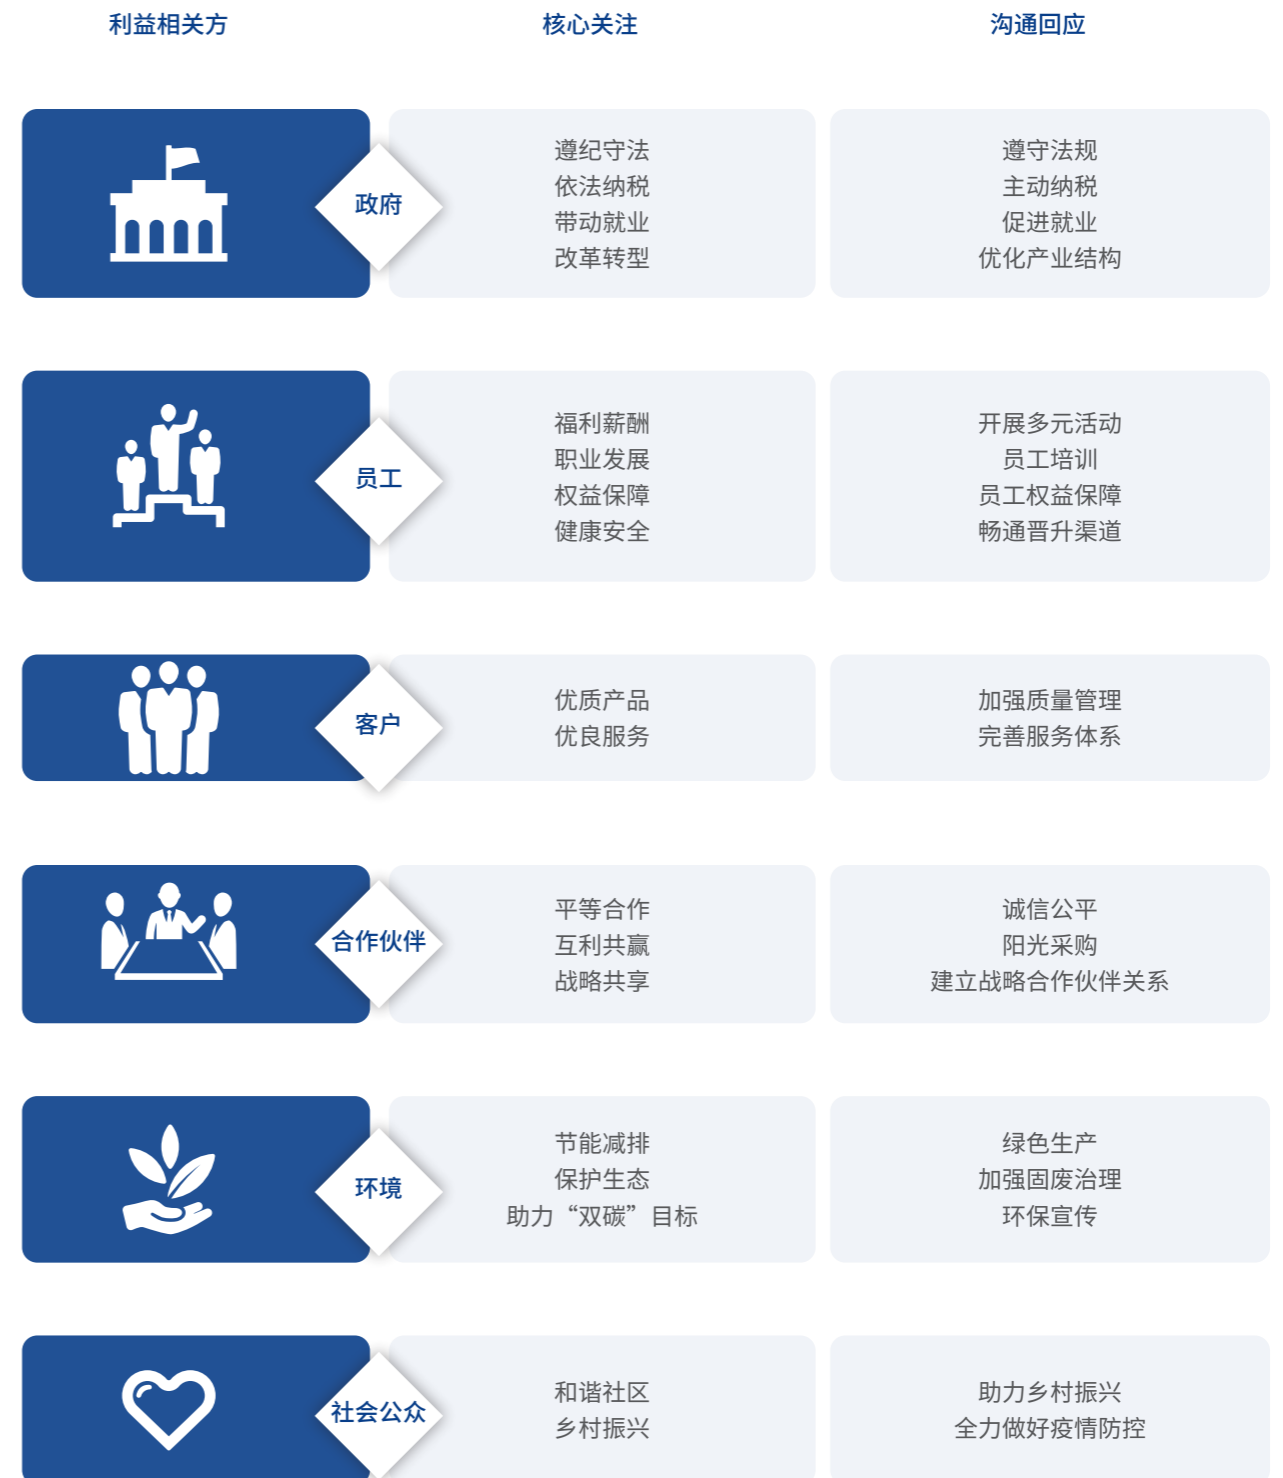 利益相关方
核心关注
沟通回应
政府
遵纪守法
依法纳税
带动就业
改革转型
遵守法规
主动纳税
促进就业
优化产业结构
员工
福利薪酬
职业发展
权益保障
健康安全
开展多元活动
员工培训
员工权益保障
畅通晋升渠道
客户
优质产品
优良服务
加强质量管理
完善服务体系
合作伙伴
平等合作
互利共赢
战略共享
诚信公平
阳光采购
建立战略合作伙伴关系
环境
节能减排
保护生态
助力“双碳”目标
绿色生产
加强固废治理
环保宣传
社会公众
和谐社区
乡村振兴
助力乡村振兴
全力做好疫情防控